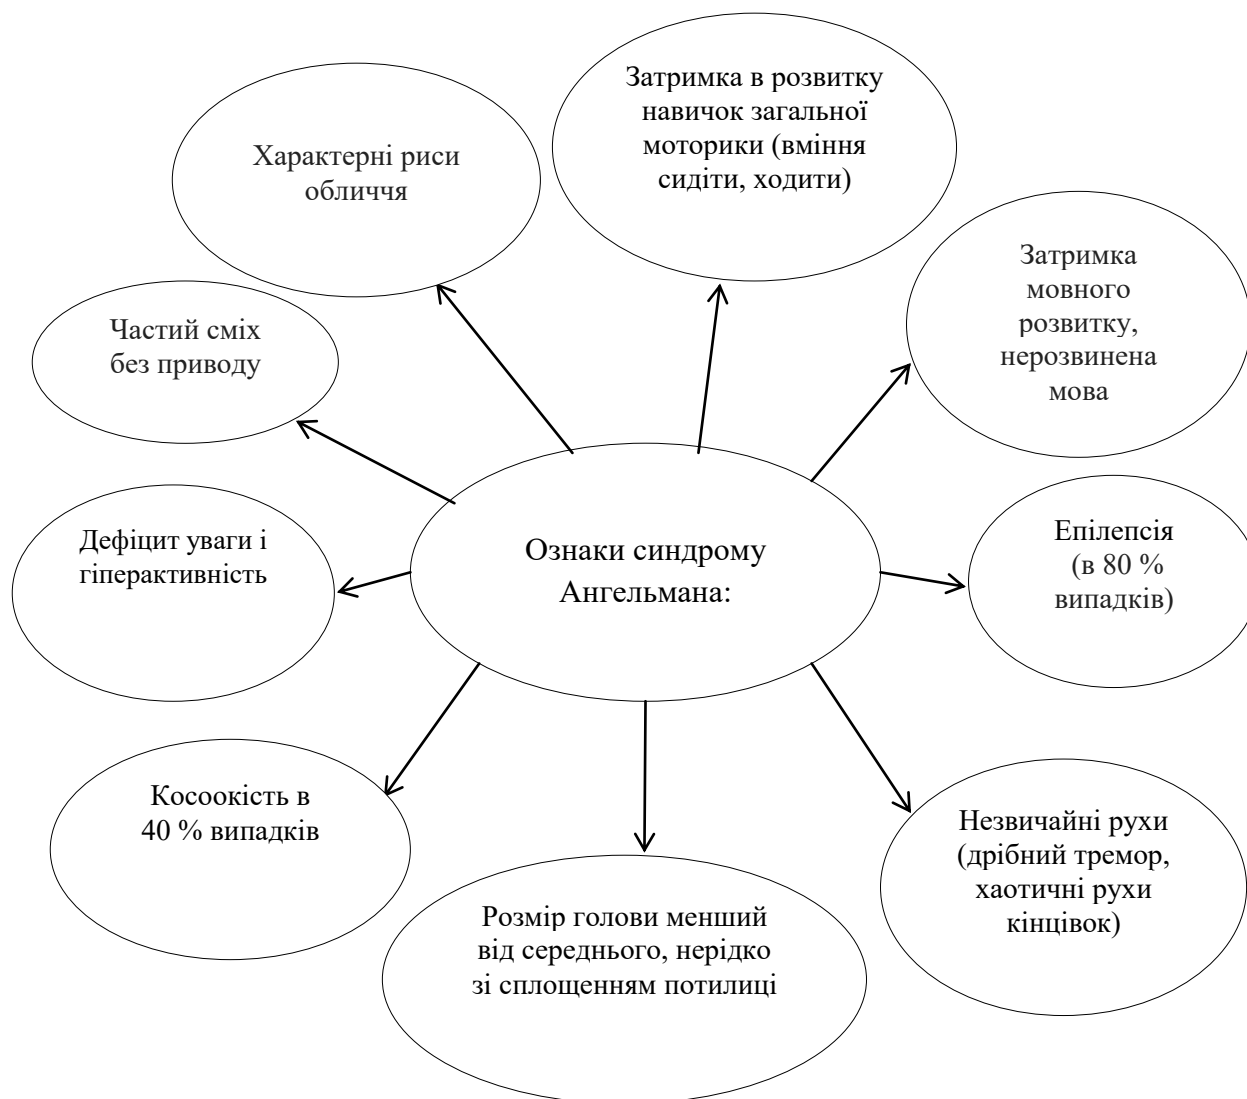 Затримка в розвитку
навичок загальної
моторики (вміння
сидіти, ходити)
Характерні риси
обличчя
Затримка
мовного
розвитку,
нерозвинена
мова
Частий сміх
без приводу
Ознаки синдрому
Ангельмана:
Дефіцит уваги і
гіперактивність
Епілепсія
(в 80 %
випадків)
Косоокість в
40 % випадків
Незвичайні рухи
(дрібний тремор,
хаотичні рухи
кінцівок)
Розмір голови менший
від середнього, нерідко
зі сплощенням потилиці